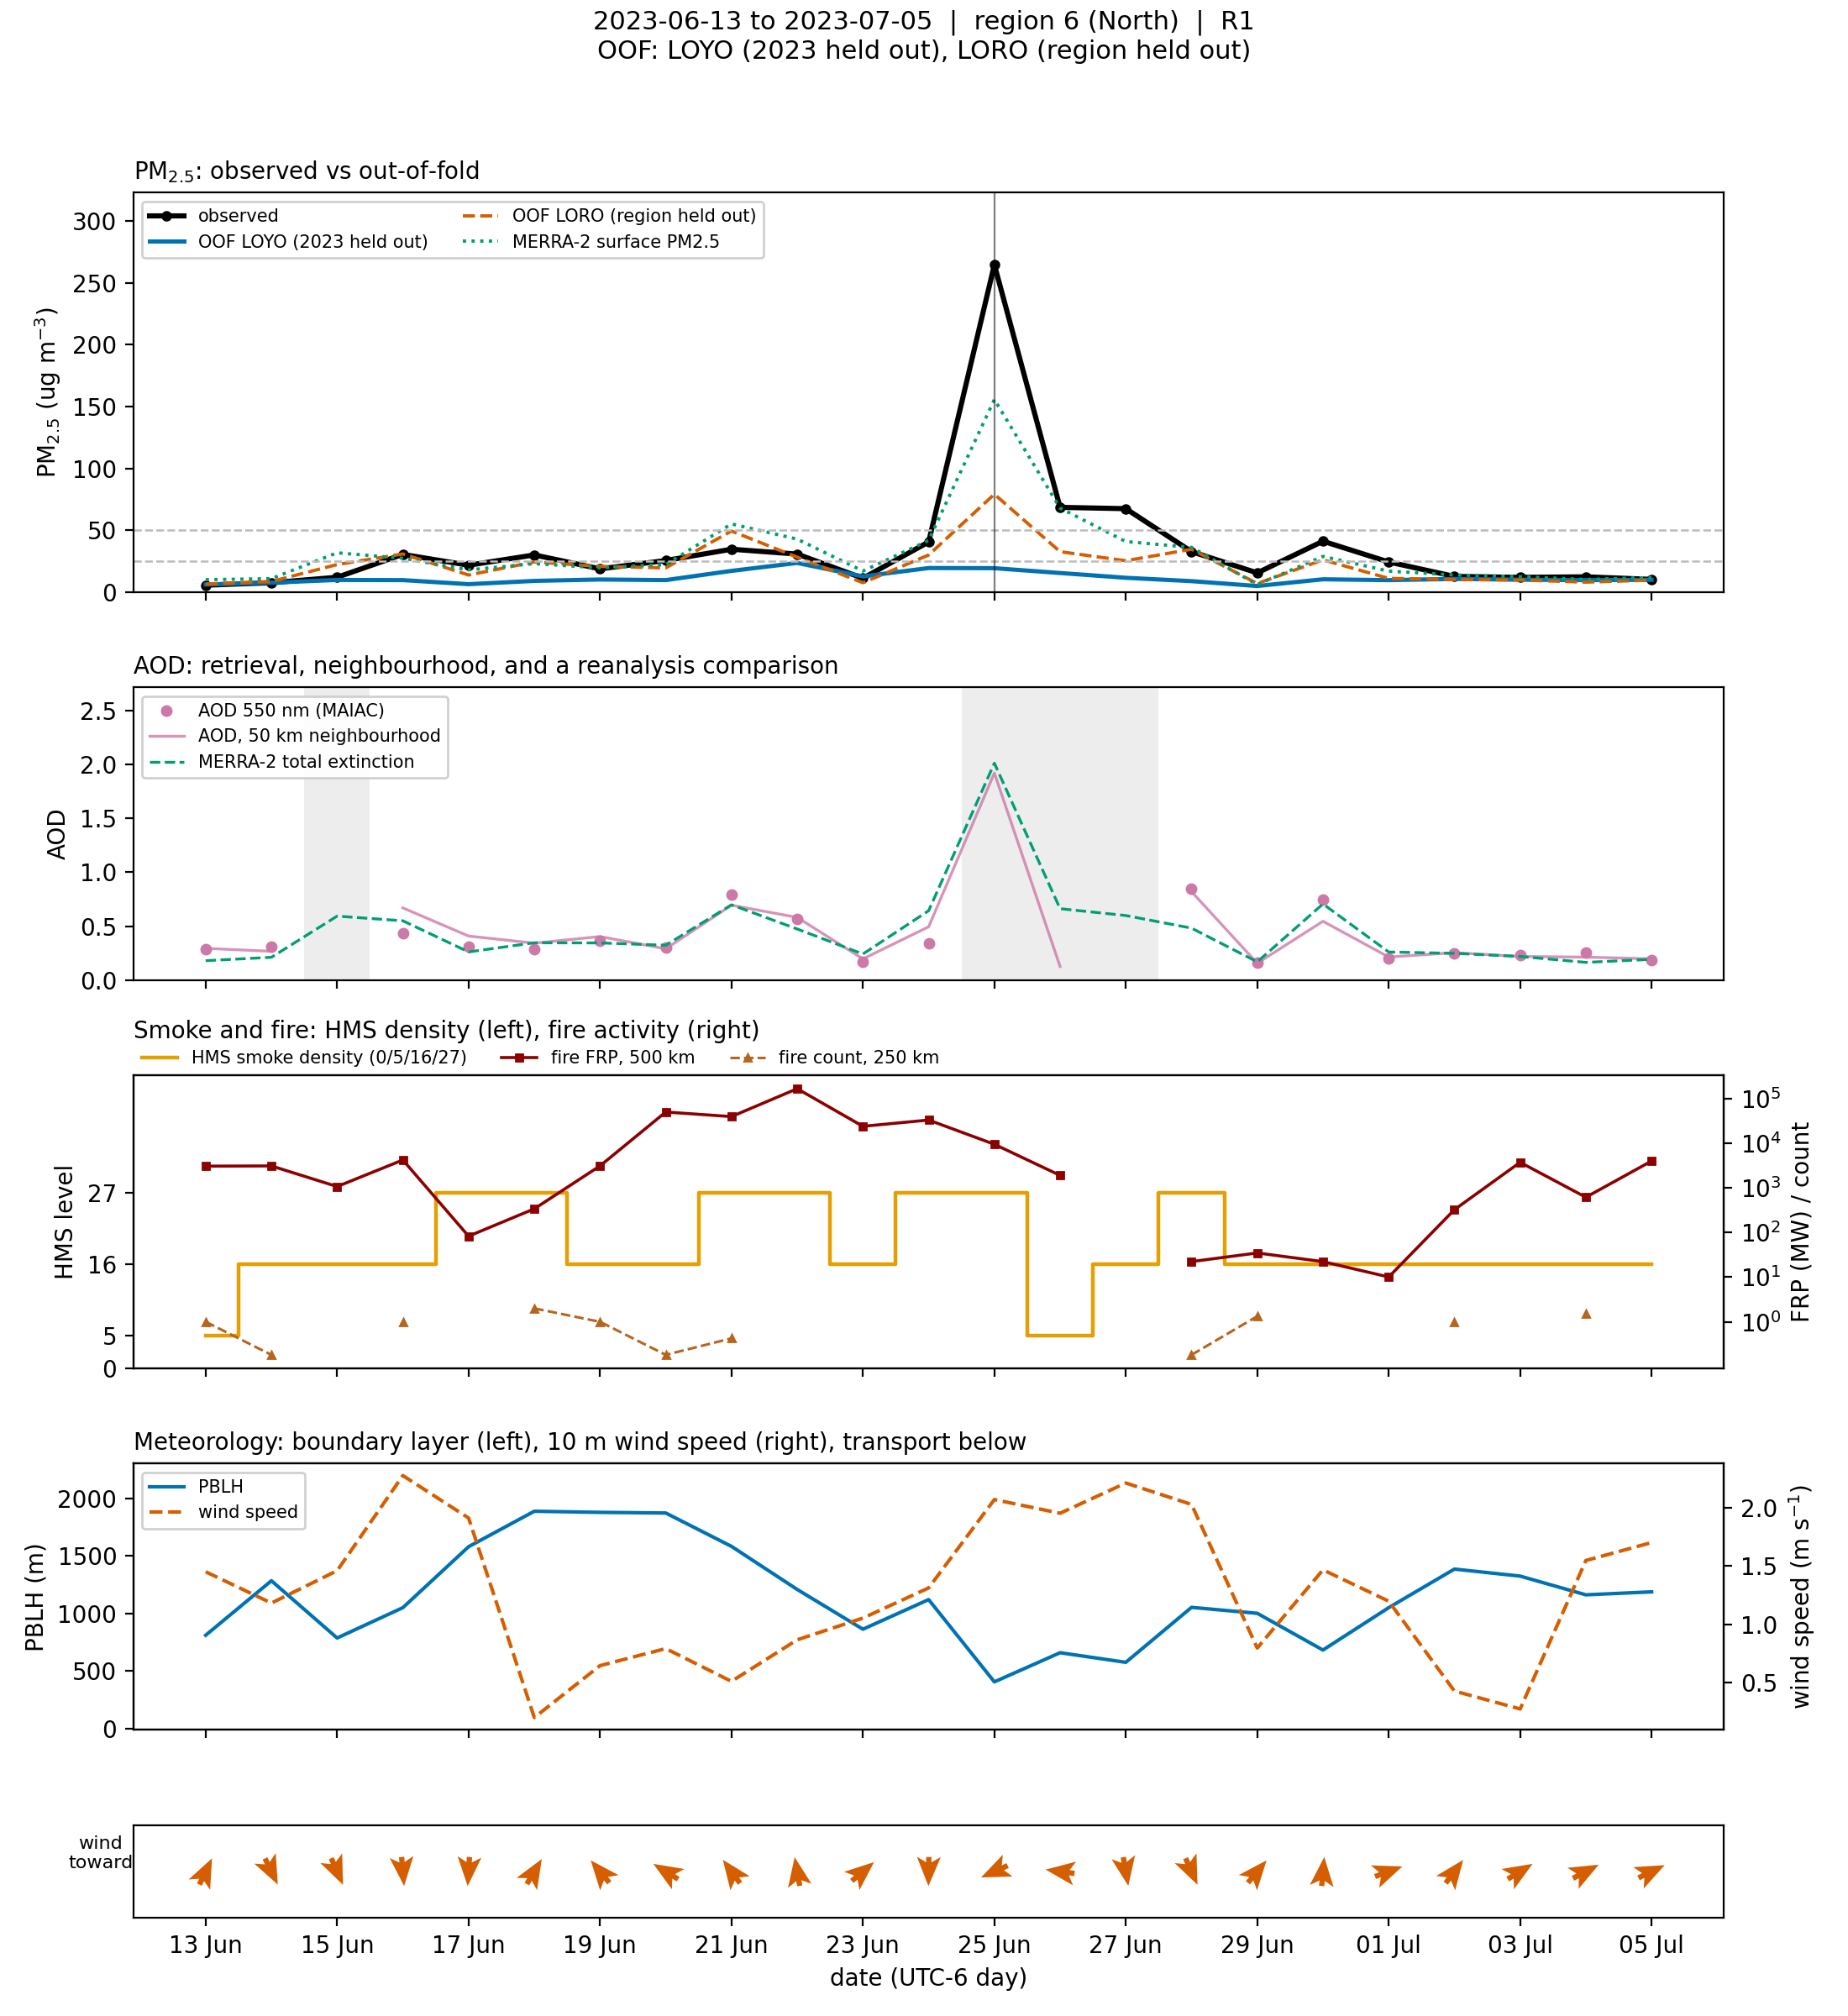 2023-06-13 to 2023-07-05 | region 6 (North) | R1
OOF: LOYO (2023 held out), LORO (region held out)
PM2.5: observed vs out-of-fold
observed
OOF LOYO (2023 held out)
OOF LORO (region held out)
MERRA-2 surface PM2.5
PM2.5 (ug m−3)
300
250
200
150
100
50
0
AOD: retrieval, neighbourhood, and a reanalysis comparison
AOD 550 nm (MAIAC)
AOD, 50 km neighbourhood
MERRA-2 total extinction
AOD
2.5
2.0
1.5
1.0
0.5
0.0
Smoke and fire: HMS density (left), fire activity (right)
HMS smoke density (0/5/16/27) fire FRP, 500 km fire count, 250 km
HMS level
27
16
5
0
10^5
10^4
10^3
10^2
10^1
10^0
FRP (MW) / count
Meteorology: boundary layer (left), 10 m wind speed (right), transport below
PBLH
wind speed
PBLH (m)
2000
1500
1000
500
0
2.0
1.5
1.0
0.5
wind speed (m s−1)
wind
toward
13 Jun 15 Jun 17 Jun 19 Jun 21 Jun 23 Jun 25 Jun 27 Jun 29 Jun 01 Jul 03 Jul 05 Jul
date (UTC-6 day)